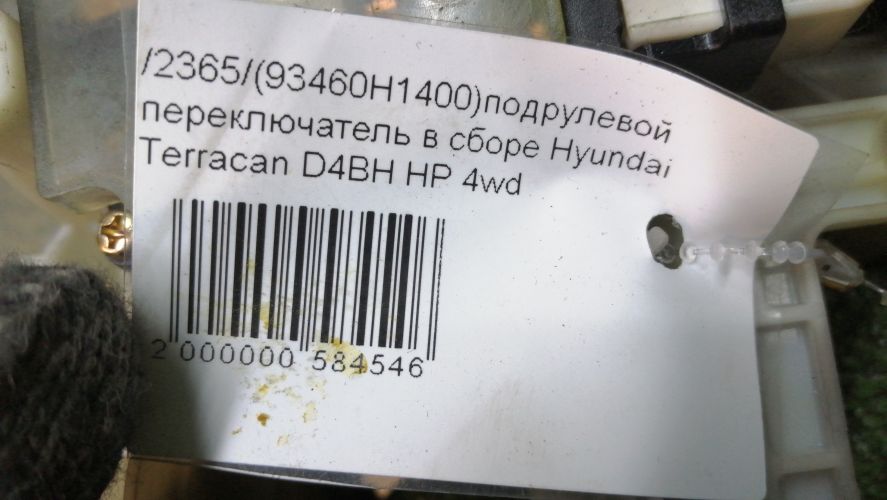 /2365/(93460H1400)подрулевой
переключатель в сборе Hyundai
Terracan D4BH HP 4wd
2 000000 584546